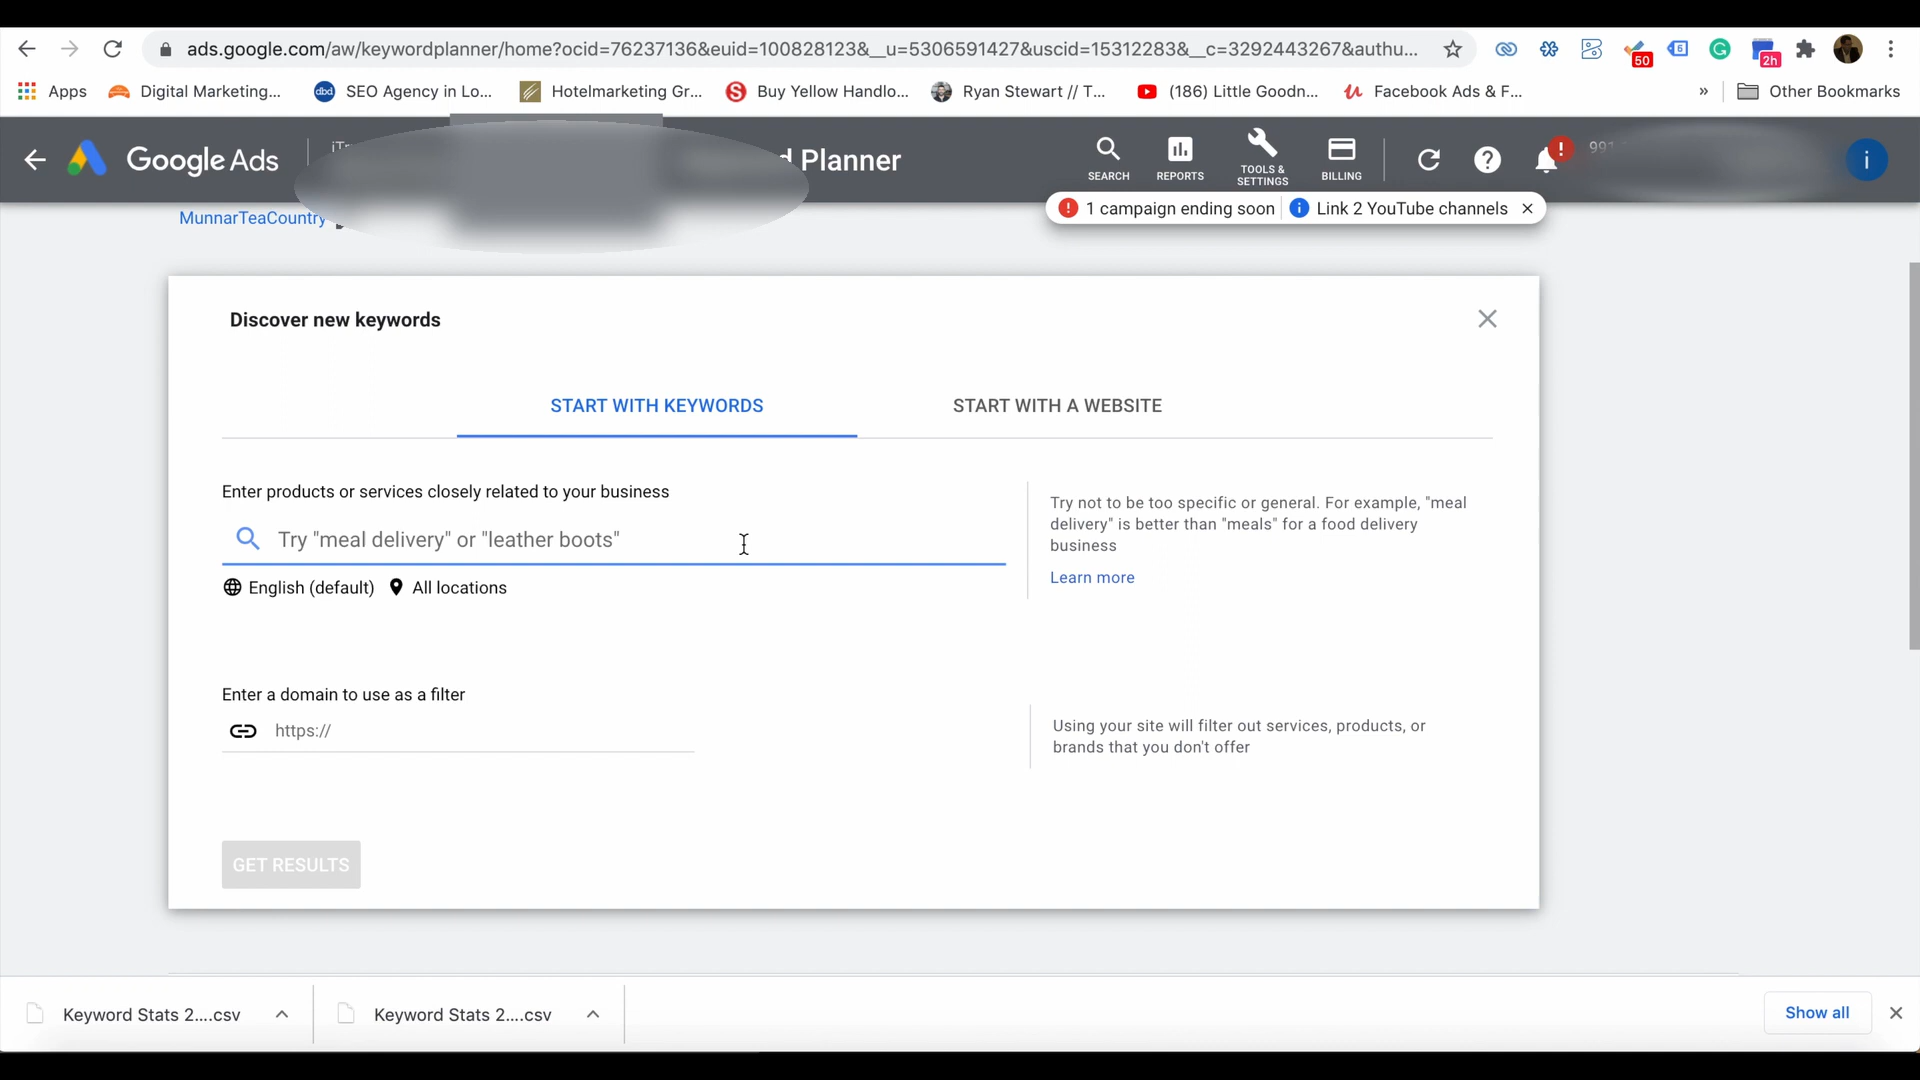 ads.google.com/aw/keywordplanner/home?ocid=76237136&euid=100828123&__u=5306591427&uscid=15312283&__c=3292443267&authu...
50
6
2h
Apps
Digital Marketing...
dbd
SEO Agency in Lo...
Hotelmarketing Gr...
Buy Yellow Handlo...
Ryan Stewart // T...
(186) Little Goodn...
Facebook Ads & F...
»
Other Bookmarks
Google Ads
Planner
SEARCH
REPORTS
TOOLS &
SETTINGS
BILLING
991
MunnarTeaCountry
1 campaign ending soon
Link 2 YouTube channels
Discover new keywords
START WITH KEYWORDS
START WITH A WEBSITE
Enter products or services closely related to your business
Try "meal delivery" or "leather boots"
English (default)
All locations
Try not to be too specific or general. For example, "meal
delivery" is better than "meals" for a food delivery
business
Learn more
Enter a domain to use as a filter
https://
Using your site will filter out services, products, or
brands that you don't offer
GET RESULTS
Keyword Stats 2....csv
Keyword Stats 2....csv
Show all